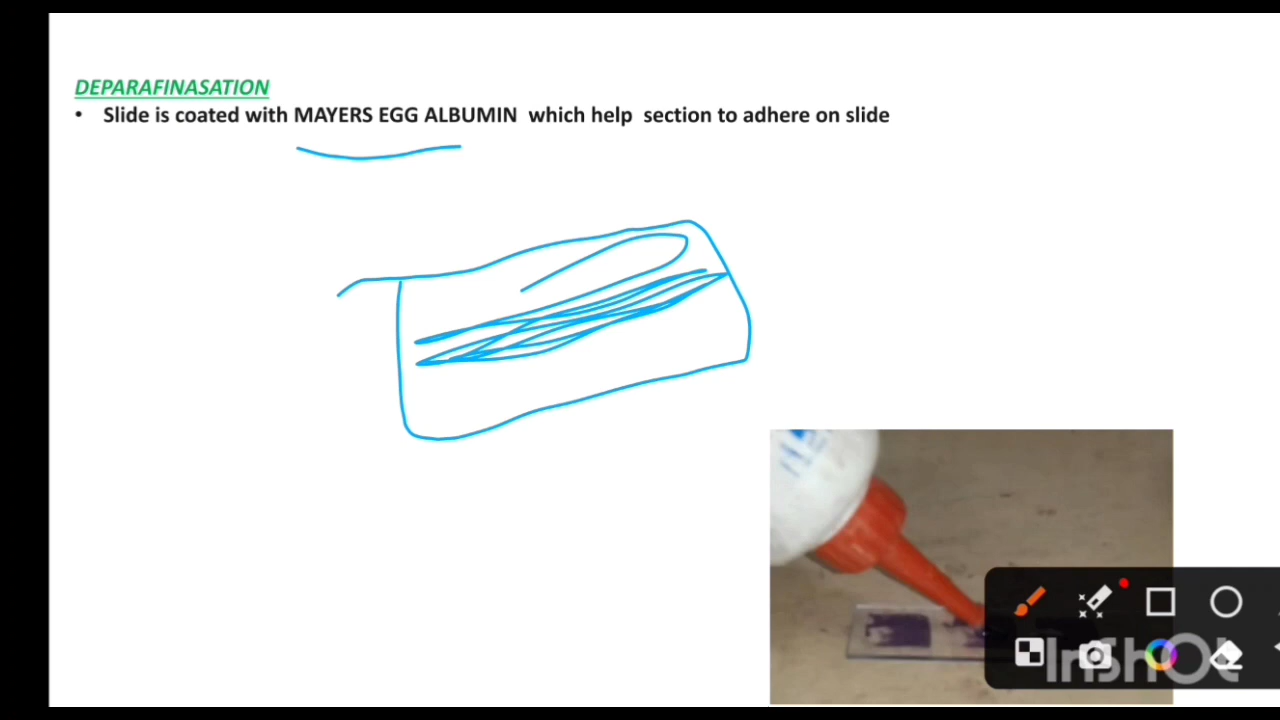 DEPARAFINASATION
• Slide is coated with MAYERS EGG ALBUMIN which help section to adhere on slide
InShOt